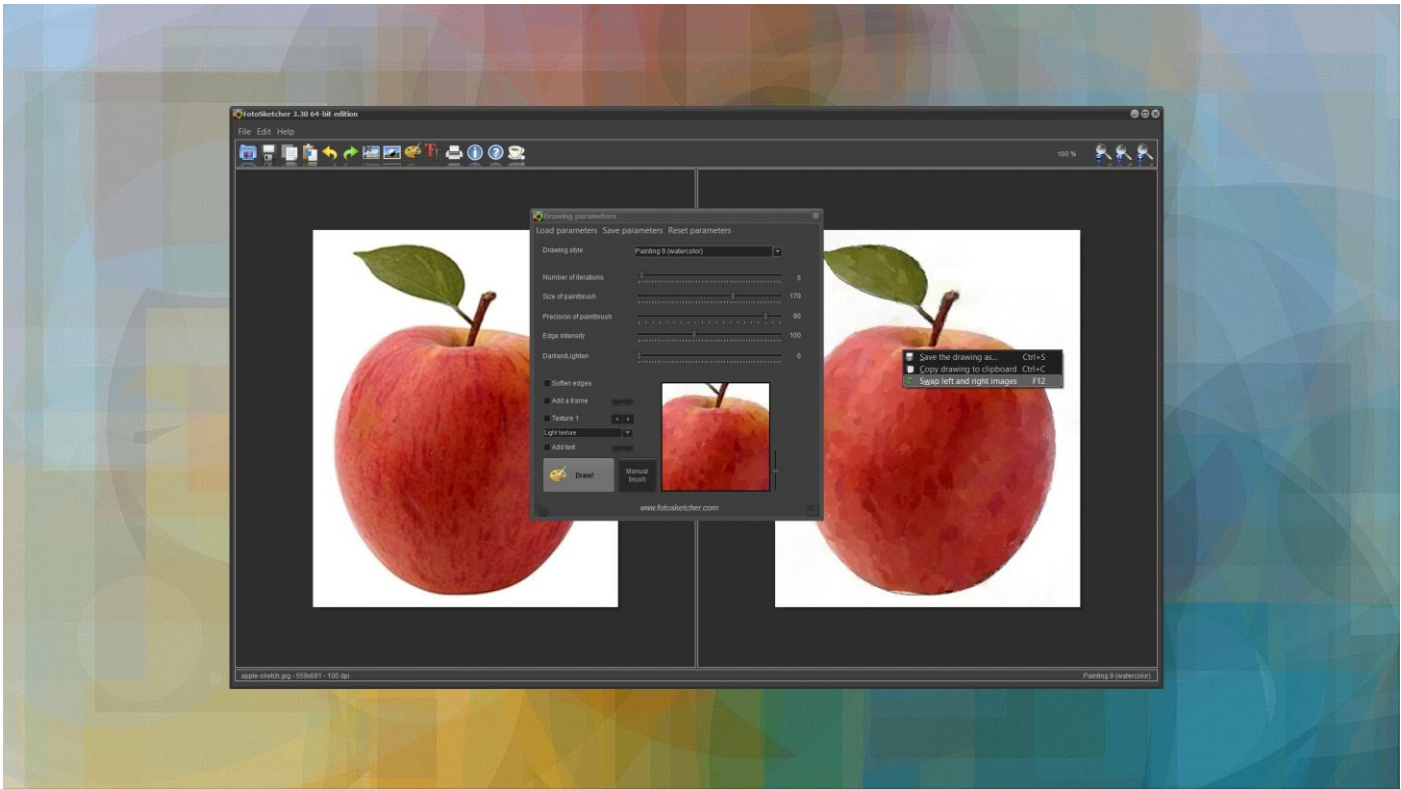 FotoSketcher 3.30 64-bit edition
File Edit Help
100 %
Drawing parameters
Load parameters Save parameters Reset parameters
Drawing style Painting 9 (watercolor)
Number of iterations 5
Size of paintbrush 170
Precision of paintbrush 90
Edge intensity 100
Darken/Lighten 0
Soften edges
Add a frame
Texture 1
Light texture
Add text
Draw!
Manual
brush
www.fotosketcher.com
Save the drawing as... Ctrl+S
Copy drawing to clipboard Ctrl+C
Swap left and right images F12
apple-sketch.jpg - 559x691 - 100 dpi
Painting 9 (watercolor)